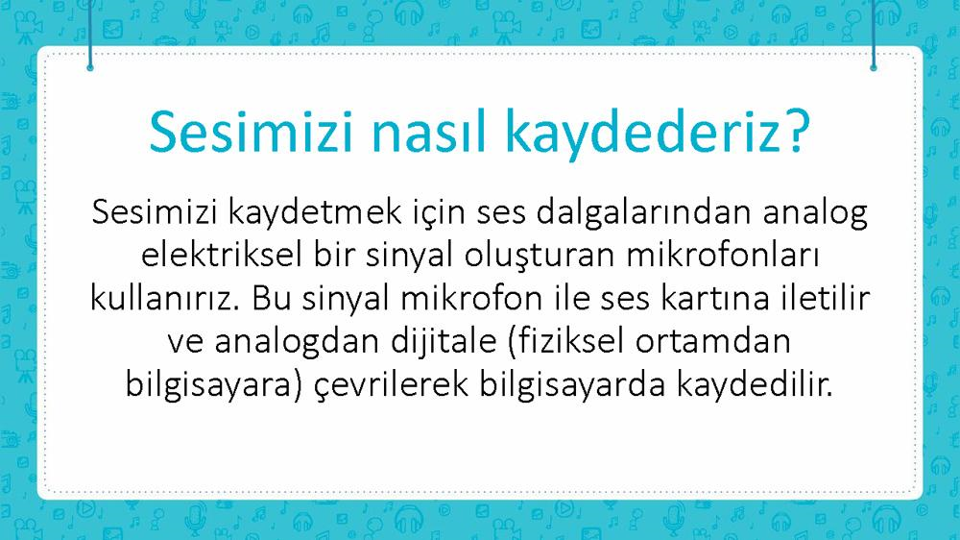 Sesimizi nasıl kaydederiz?
Sesimizi kaydetmek için ses dalgalarından analog
elektriksel bir sinyal oluşturan mikrofonları
kullanırız. Bu sinyal mikrofon ile ses kartına iletilir
ve analogdan dijitale (fiziksel ortamdan
bilgisayara) çevrilerek bilgisayarda kaydedilir.